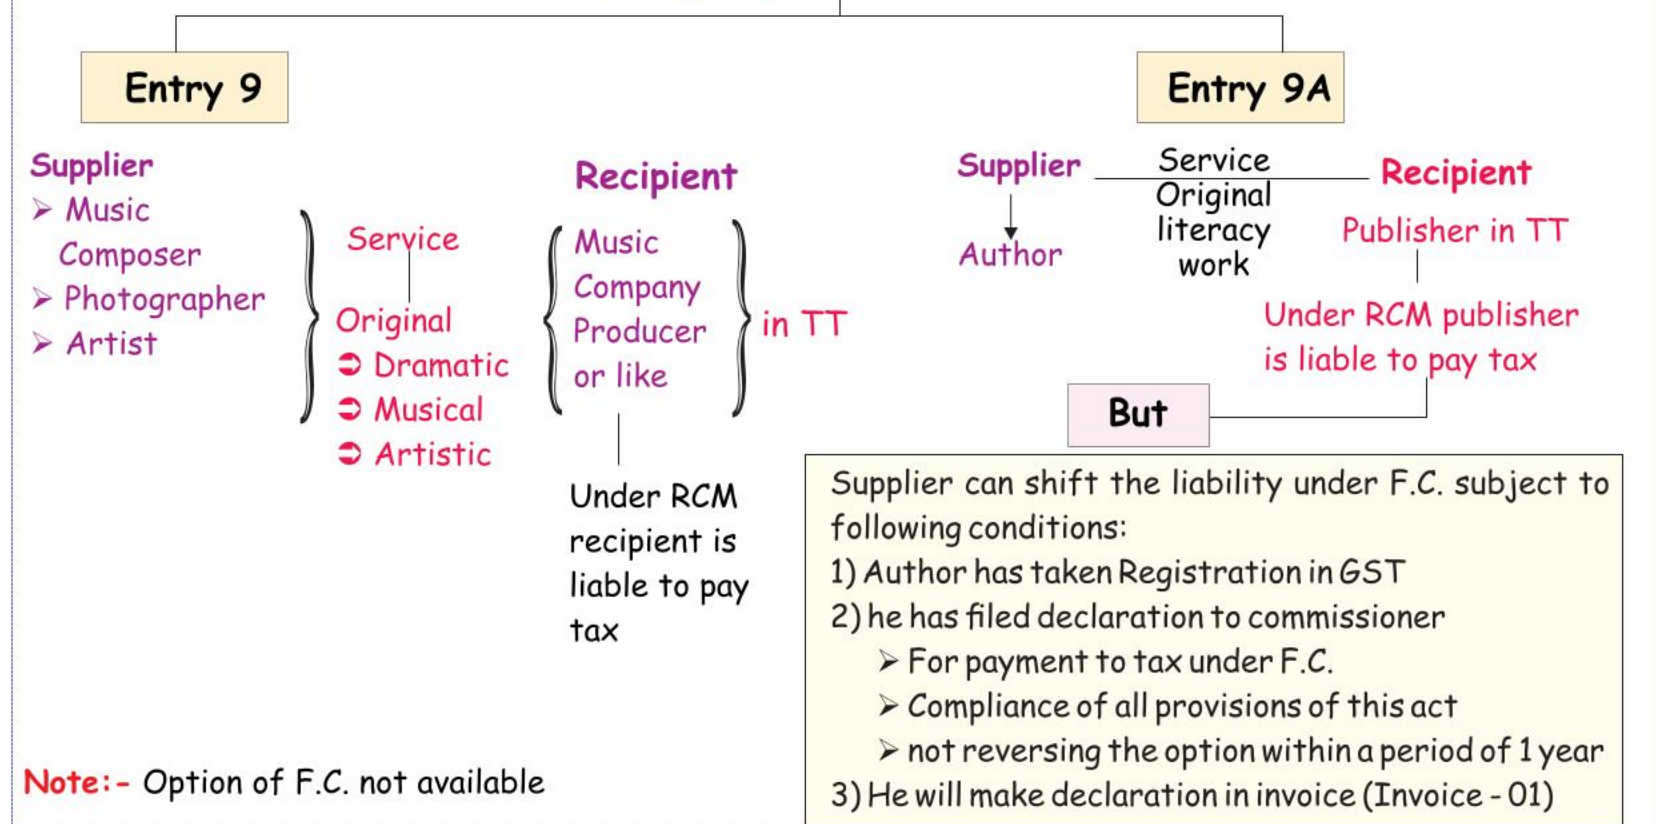 Entry 9
Supplier
➢ Music
Composer
➢ Photographer
➢ Artist
Service
Original
➲ Dramatic
➲ Musical
➲ Artistic
Recipient
Music
Company
Producer
or like
in TT
Under RCM
recipient is
liable to pay
tax
Note:- Option of F.C. not available
Entry 9A
Supplier
Author
Service
Original
literacy
work
Recipient
Publisher in TT
Under RCM publisher
is liable to pay tax
But
Supplier can shift the liability under F.C. subject to
following conditions:
1) Author has taken Registration in GST
2) he has filed declaration to commissioner
➢ For payment to tax under F.C.
➢ Compliance of all provisions of this act
➢ not reversing the option within a period of 1 year
3) He will make declaration in invoice (Invoice - 01)